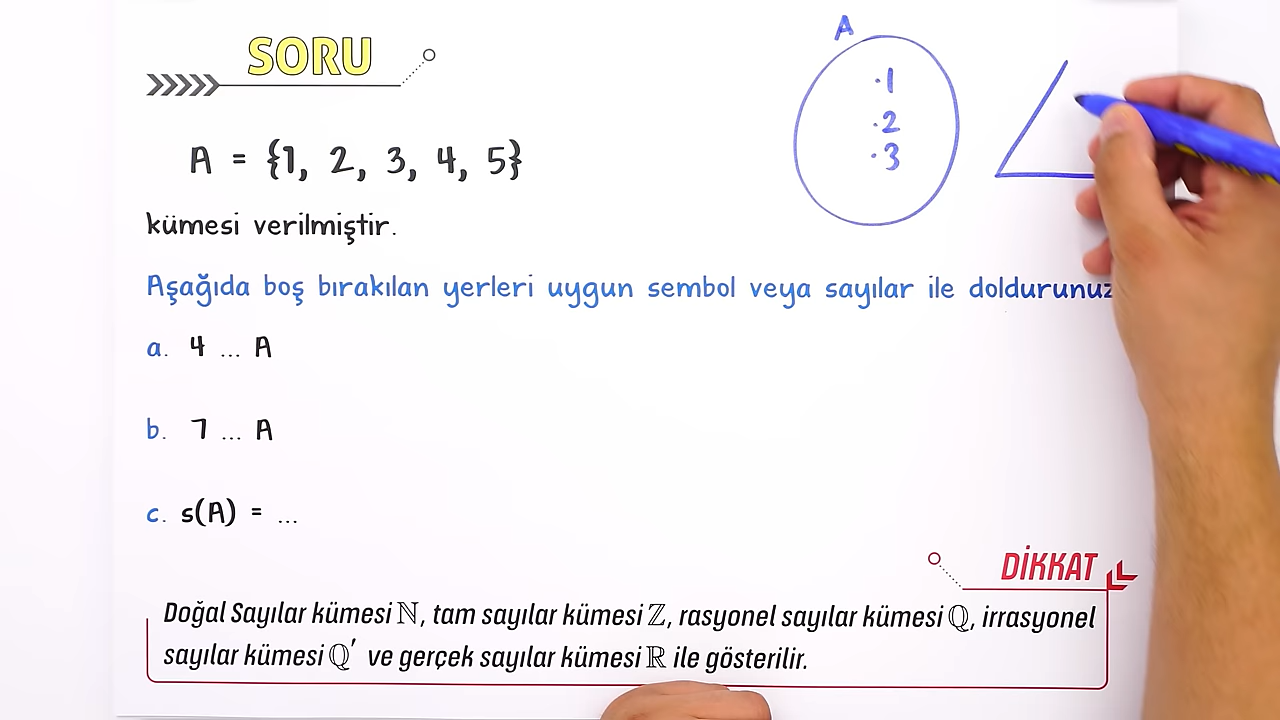 SORU
A = {1, 2, 3, 4, 5}
kümesi verilmiştir.
Aşağıda boş bırakılan yerleri uygun sembol veya sayılar ile doldurunuz
a. 4 ... A
b. 7 ... A
c. s(A) = ...
A
.1
.2
.3
DİKKAT
Doğal Sayılar kümesi ℕ, tam sayılar kümesi ℤ, rasyonel sayılar kümesi ℚ, irrasyonel
sayılar kümesi ℚ′ ve gerçek sayılar kümesi ℝ ile gösterilir.